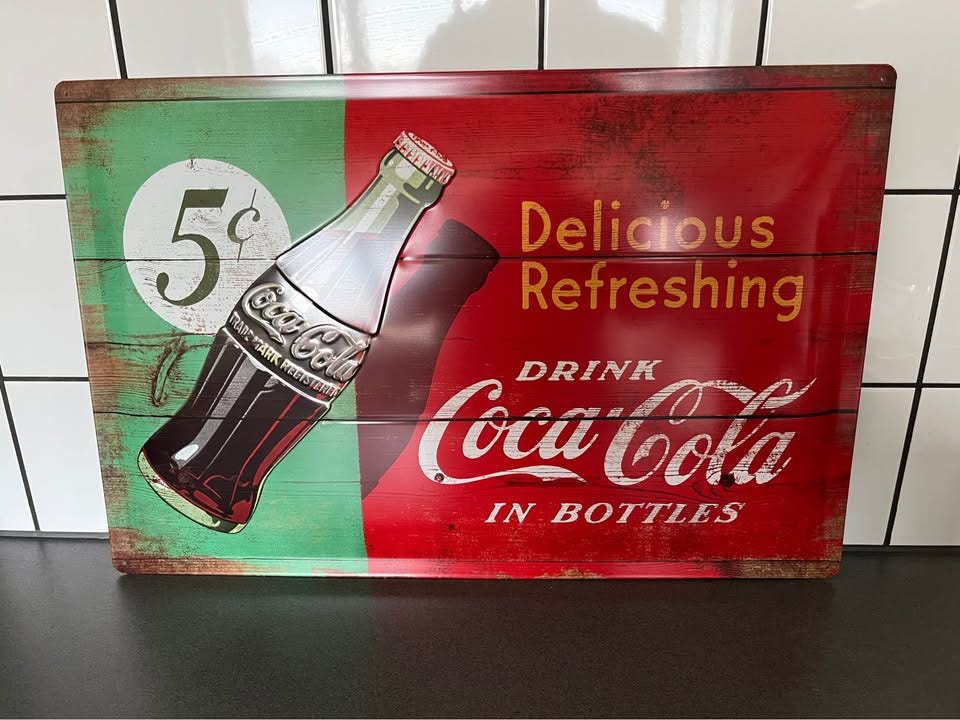 5¢
Delicious
Refreshing
Coca-Cola
TRADE-MARK REGISTERED
DRINK
Coca-Cola
IN BOTTLES